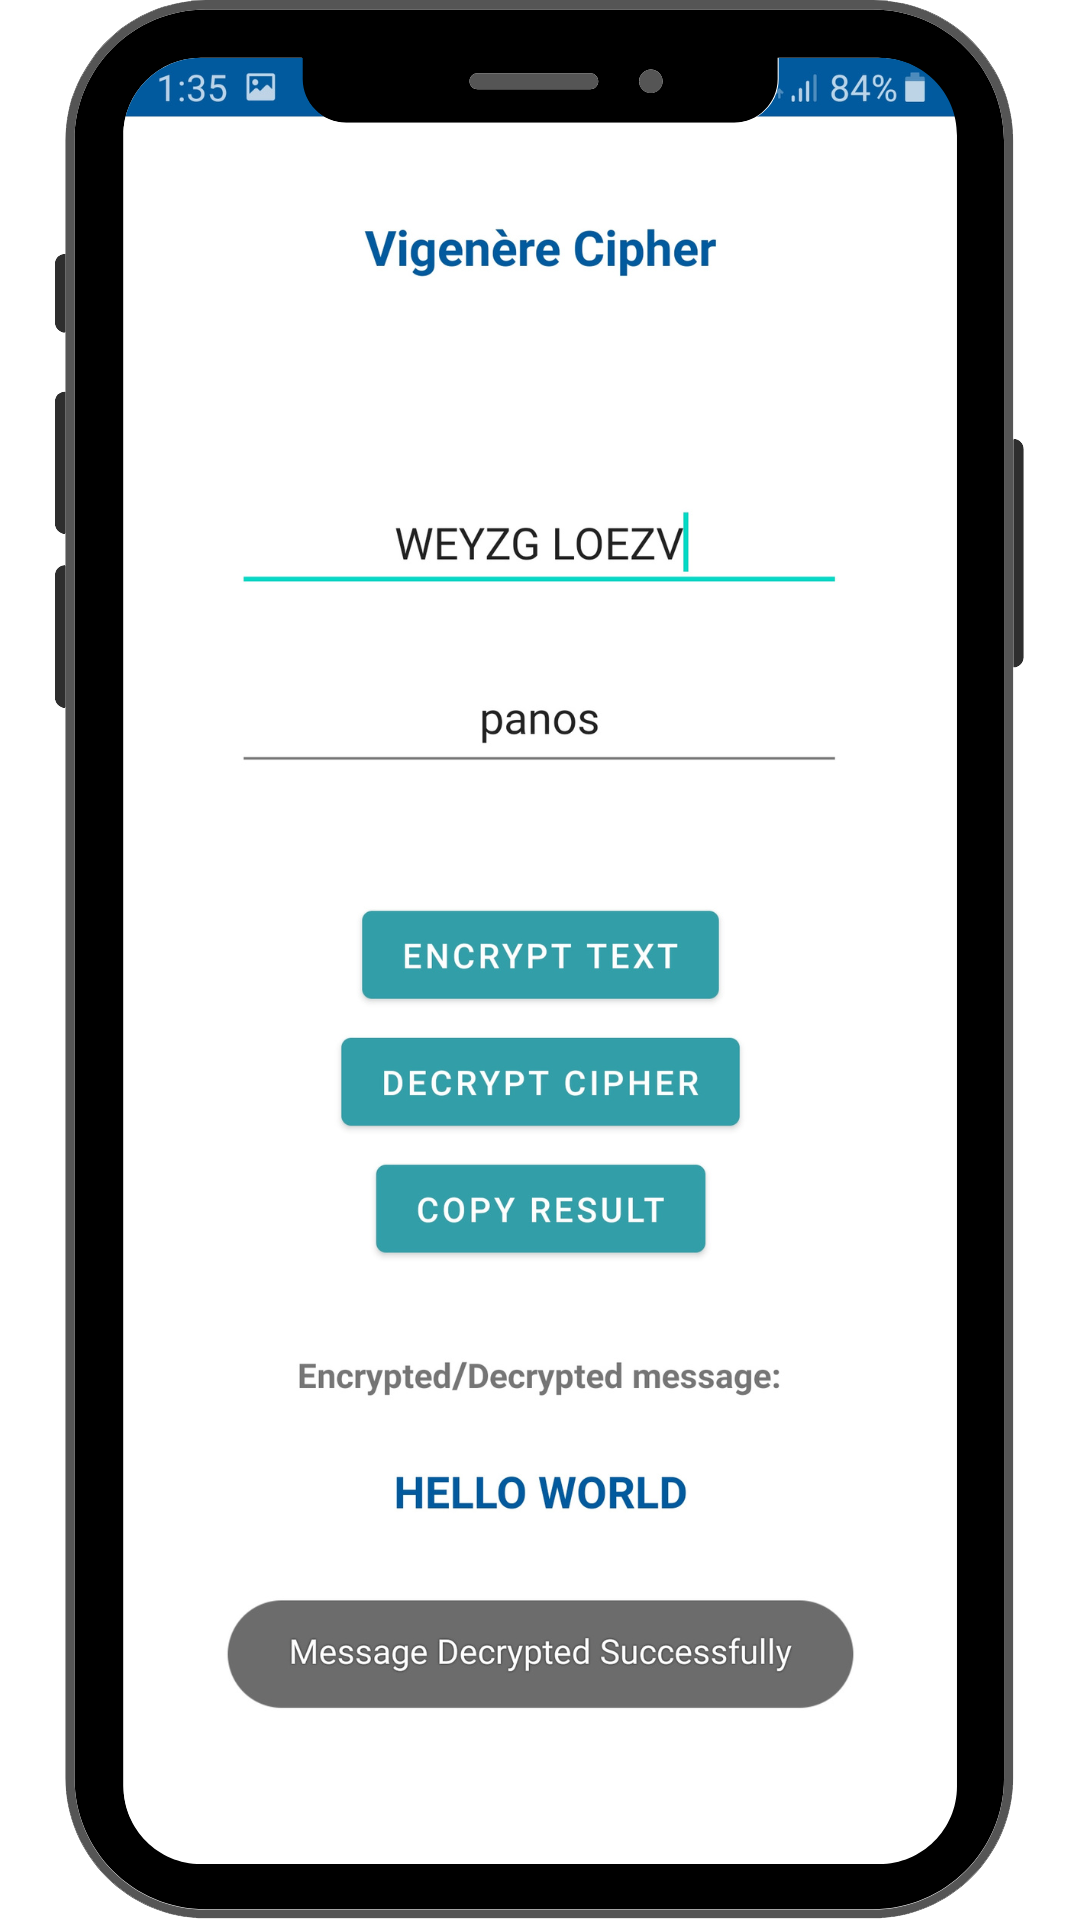 1:35 84%
Vigenère Cipher
WEYZG LOEZV
panos
ENCRYPT TEXT
DECRYPT CIPHER
COPY RESULT
Encrypted/Decrypted message:
HELLO WORLD
Message Decrypted Successfully